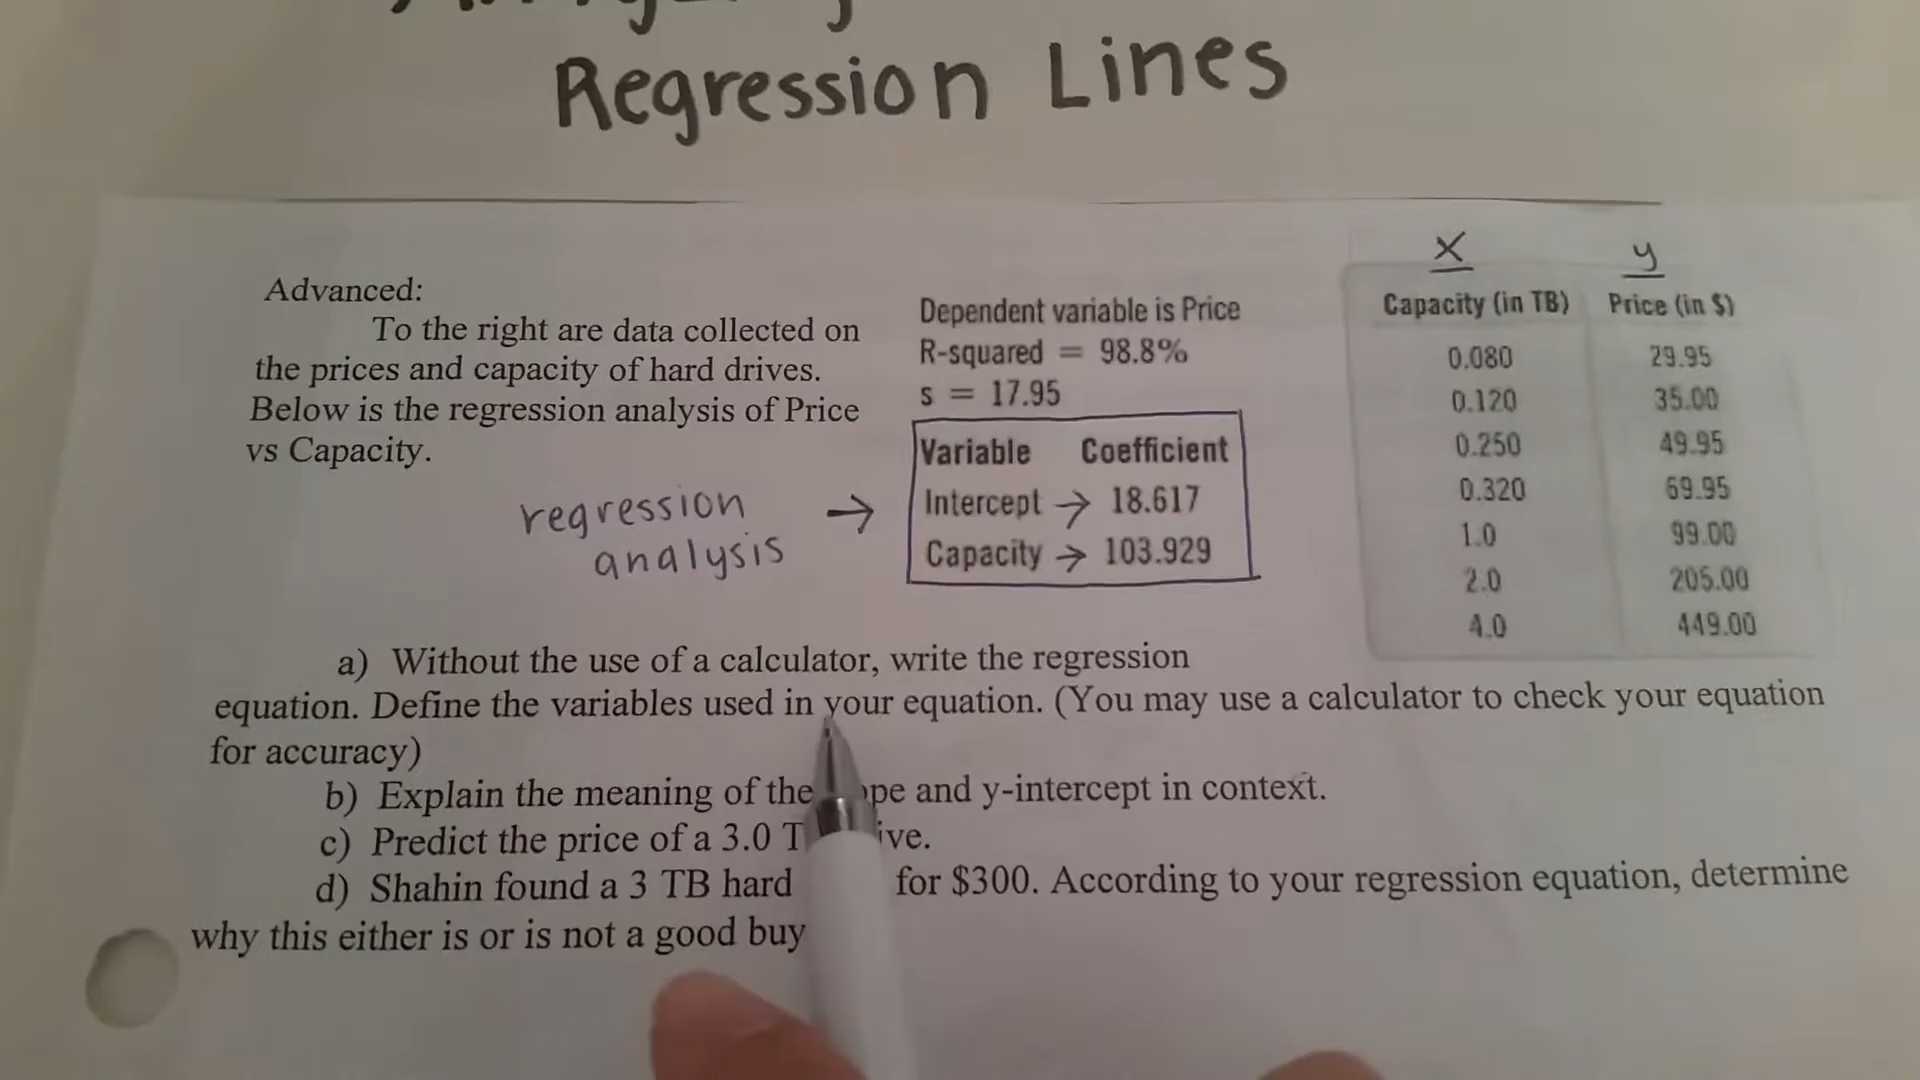 Regression Lines
Advanced:
To the right are data collected on
the prices and capacity of hard drives.
Below is the regression analysis of Price
vs Capacity.
regression
analysis →
Dependent variable is Price
R-squared = 98.8%
s = 17.95
Variable Coefficient
Intercept → 18.617
Capacity → 103.929
x y
Capacity (in TB) Price (in $)
0.080 29.95
0.120 35.00
0.250 49.95
0.320 69.95
1.0 99.00
2.0 205.00
4.0 449.00
a) Without the use of a calculator, write the regression
equation. Define the variables used in your equation. (You may use a calculator to check your equation
for accuracy)
b) Explain the meaning of the ope and y-intercept in context.
c) Predict the price of a 3.0 T ive.
d) Shahin found a 3 TB hard for $300. According to your regression equation, determine
why this either is or is not a good buy